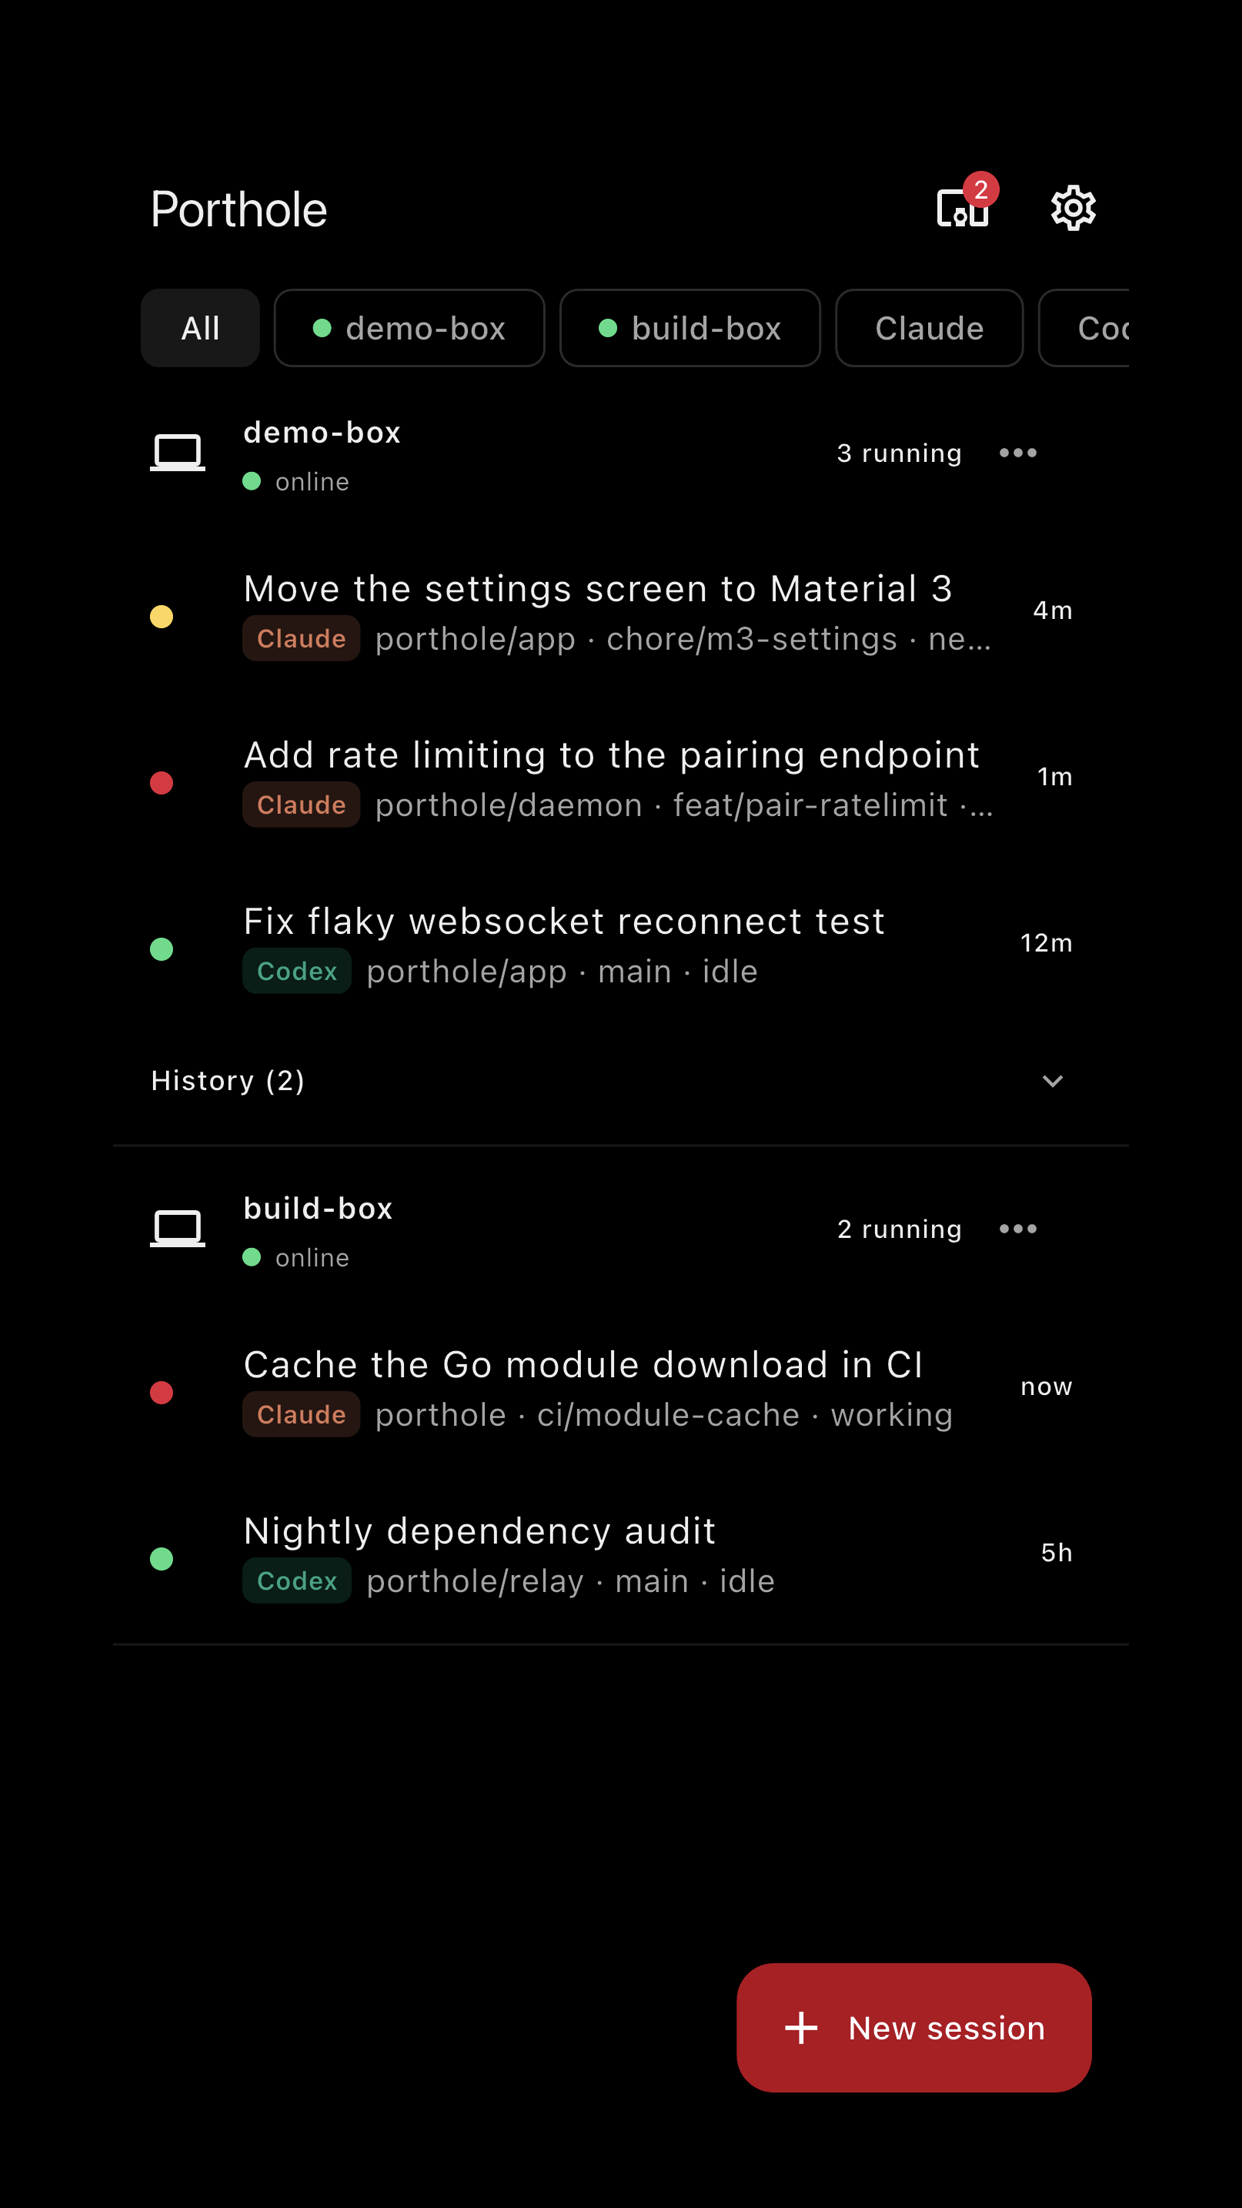 Porthole
2
All
demo-box
build-box
Claude
Coc
demo-box
3 running
online
Move the settings screen to Material 3
4m
Claude porthole/app · chore/m3-settings · ne...
Add rate limiting to the pairing endpoint
1m
Claude porthole/daemon · feat/pair-ratelimit ·...
Fix flaky websocket reconnect test
12m
Codex porthole/app · main · idle
History (2)
build-box
2 running
online
Cache the Go module download in CI
now
Claude porthole · ci/module-cache · working
Nightly dependency audit
5h
Codex porthole/relay · main · idle
New session